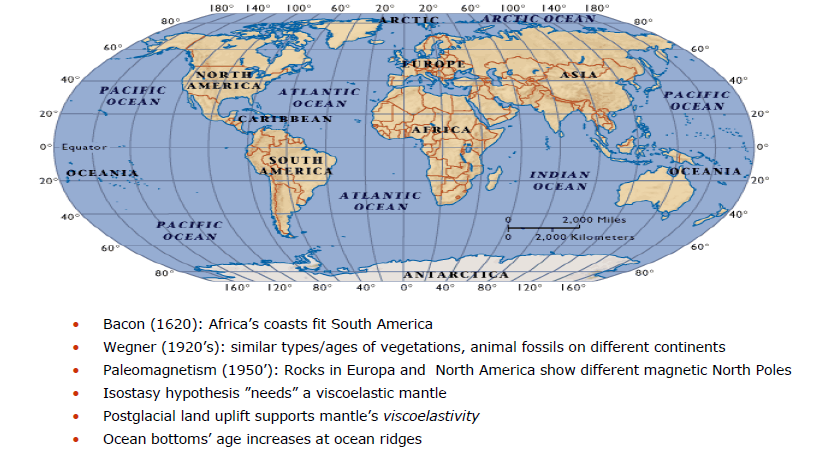 180° 140° 100° 60° 20° 20° 60° 100° 140° 180°
ARCTIC ARCTIC OCEAN
80° 80°
60° 60°
EUROPE
NORTH AMERICA
ASIA
40° 40°
PACIFIC OCEAN
ATLANTIC OCEAN
PACIFIC OCEAN
20° 20°
CARIBBEAN
AFRICA
0° Equator 0°
SOUTH AMERICA
OCEANIA
INDIAN OCEAN
OCEANIA
20° 20°
ATLANTIC OCEAN
40° 40°
PACIFIC OCEAN
0 2,000 Miles
0 2,000 Kilometers
60° 60°
80° 80°
ANTARCTICA
160° 120° 80° 40° 0° 40° 80° 120° 160°
• Bacon (1620): Africa’s coasts fit South America
• Wegner (1920’s): similar types/ages of vegetations, animal fossils on different continents
• Paleomagnetism (1950’): Rocks in Europa and North America show different magnetic North Poles
• Isostasy hypothesis ”needs” a viscoelastic mantle
• Postglacial land uplift supports mantle’s viscoelastivity
• Ocean bottoms’ age increases at ocean ridges